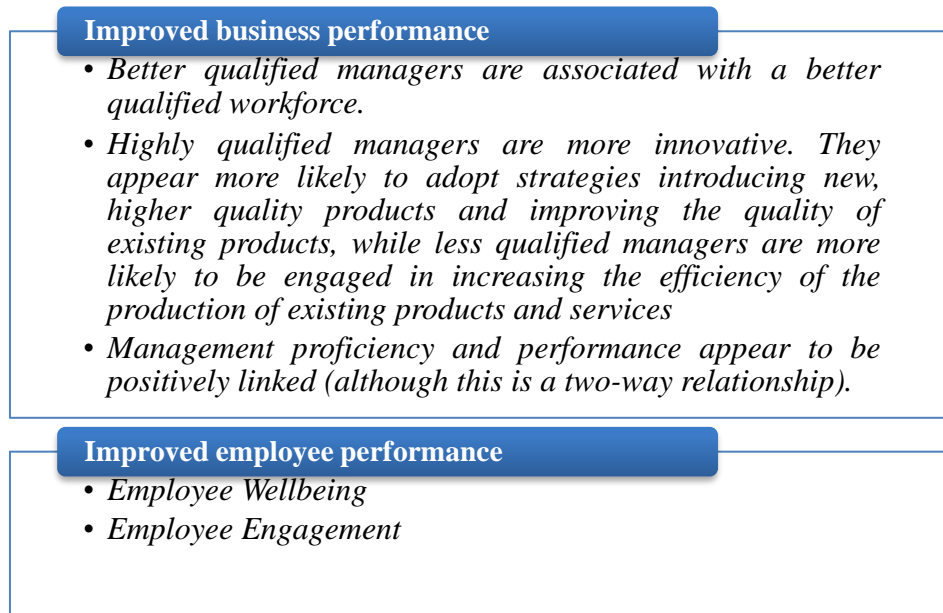 Improved business performance
• Better qualified managers are associated with a better
qualified workforce.
• Highly qualified managers are more innovative. They
appear more likely to adopt strategies introducing new,
higher quality products and improving the quality of
existing products, while less qualified managers are more
likely to be engaged in increasing the efficiency of the
production of existing products and services
• Management proficiency and performance appear to be
positively linked (although this is a two-way relationship).
Improved employee performance
• Employee Wellbeing
• Employee Engagement